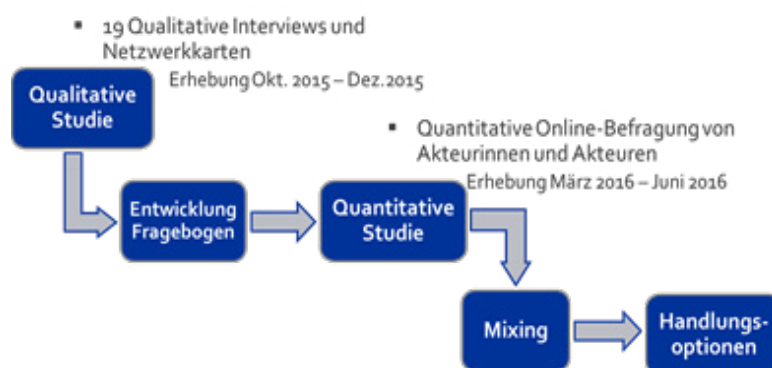 ▪ 19 Qualitative Interviews und
Netzwerkkarten
Erhebung Okt. 2015 – Dez.2015
Qualitative
Studie
▪ Quantitative Online-Befragung von
Akteurinnen und Akteuren
Erhebung März 2016 – Juni 2016
Entwicklung
Fragebogen
Quantitative
Studie
Mixing
Handlungs-
optionen